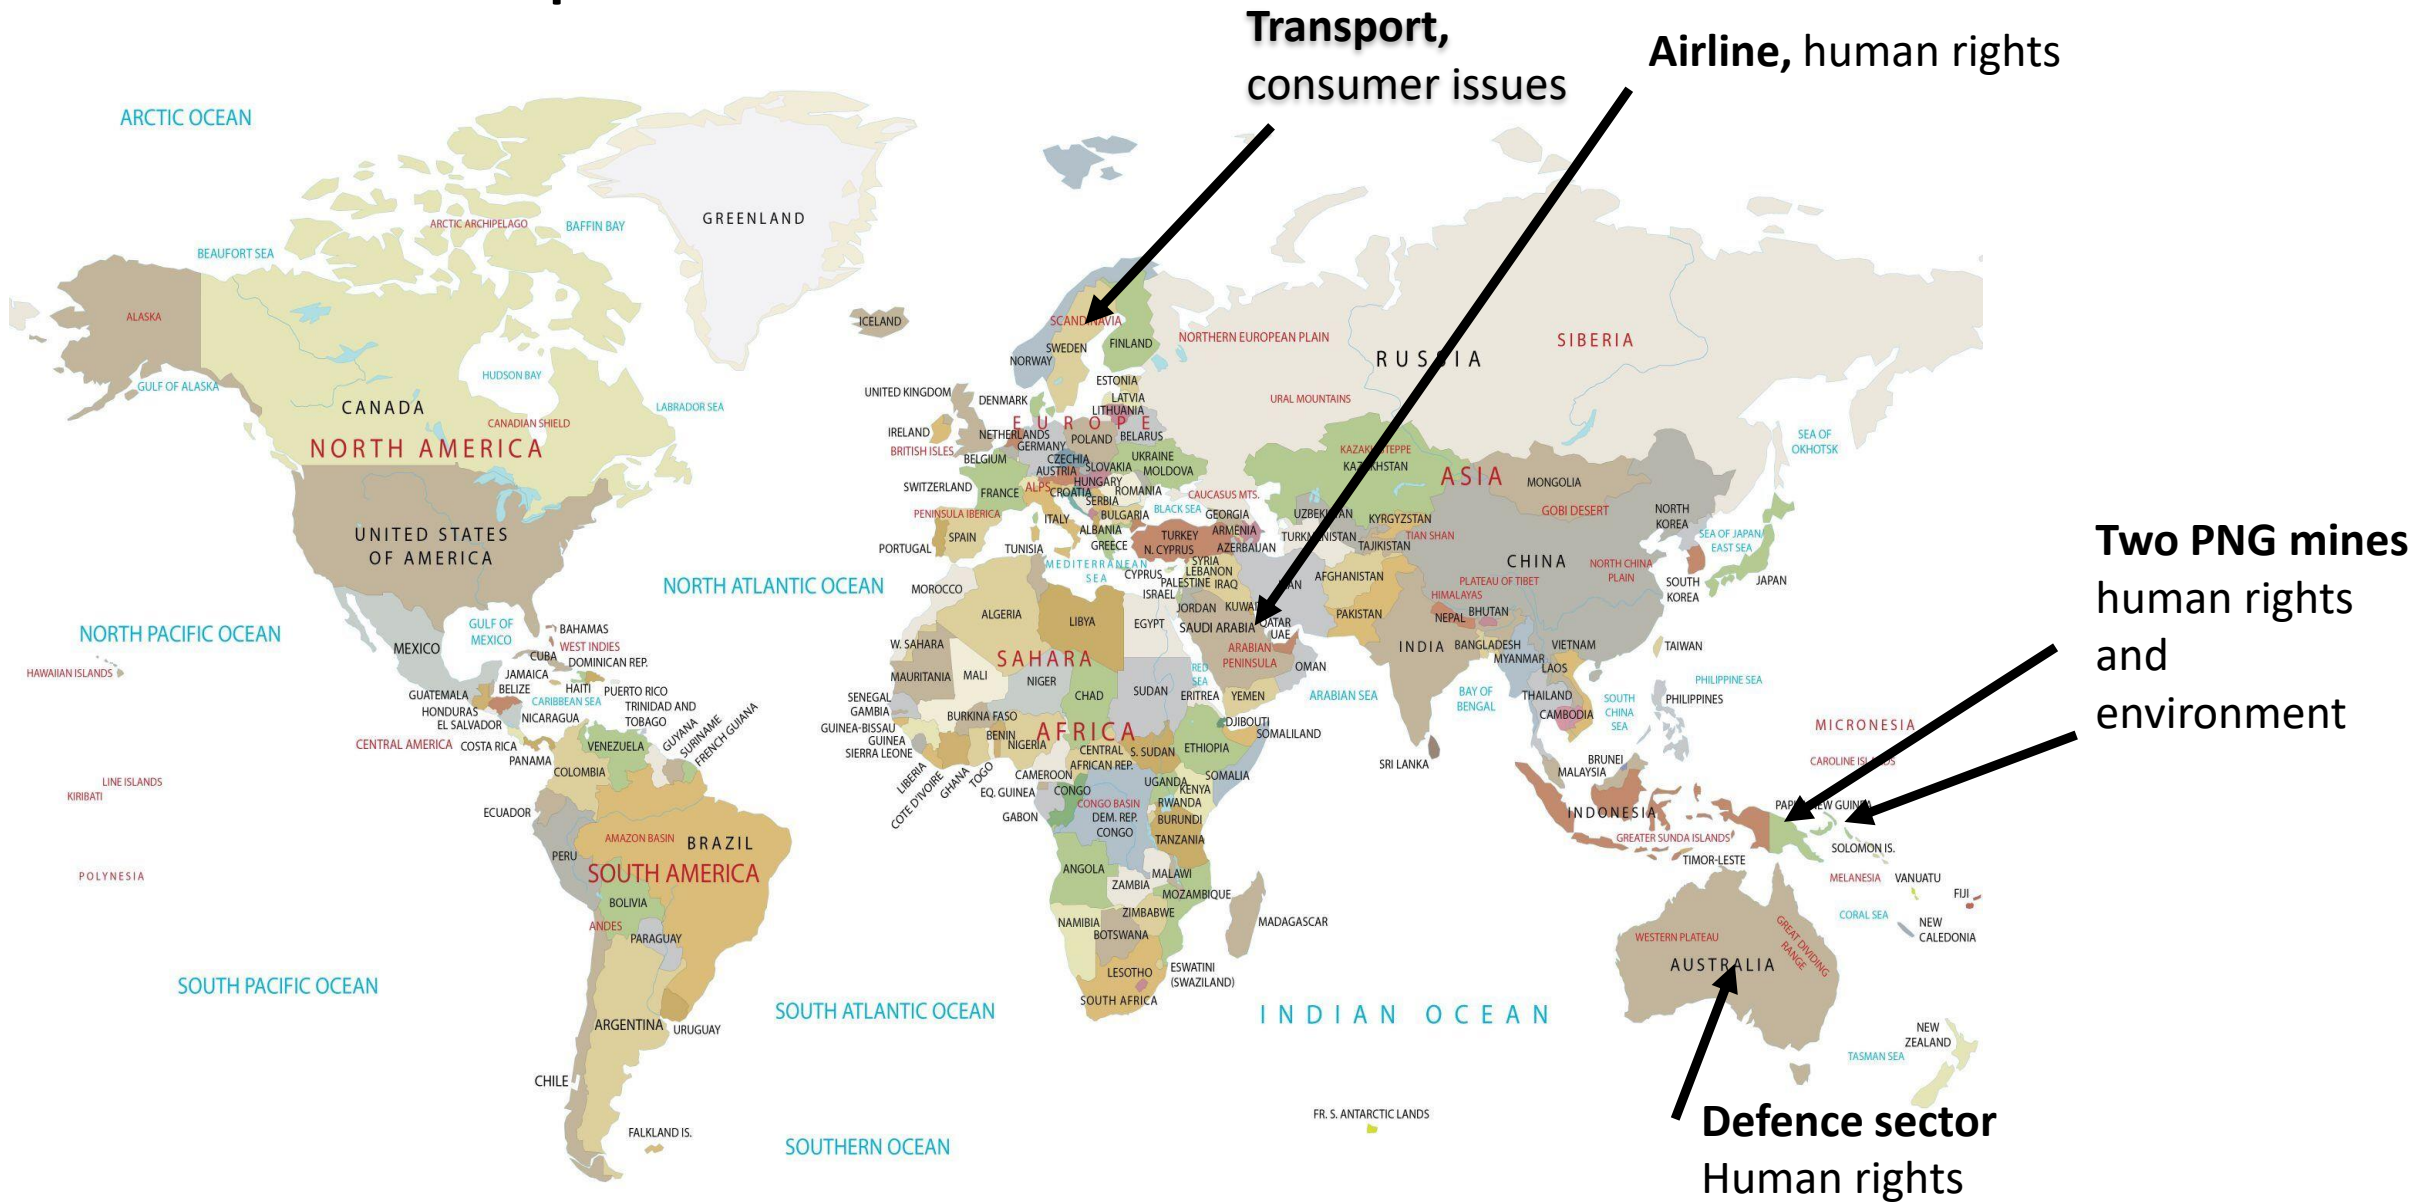 Transport,
consumer issues
Airline, human rights
ARCTIC OCEAN
GREENLAND
ARCTIC ARCHIPELAGO
BAFFIN BAY
BEAUFORT SEA
ALASKA
ICELAND
SCANDINAVIA
SWEDEN
FINLAND
NORWAY
NORTHERN EUROPEAN PLAIN
SIBERIA
RUSSIA
GULF OF ALASKA
HUDSON BAY
LABRADOR SEA
CANADA
CANADIAN SHIELD
NORTH AMERICA
UNITED KINGDOM
DENMARK
ESTONIA
LATVIA
LITHUANIA
URAL MOUNTAINS
IRELAND
BRITISH ISLES
EUROPE
NETHERLANDS
GERMANY
POLAND
BELARUS
BELGIUM
CZECHIA
UKRAINE
AUSTRIA
SLOVAKIA
MOLDOVA
HUNGARY
SWITZERLAND
FRANCE
ALPS
CROATIA
ROMANIA
SERBIA
CAUCASUS MTS.
PENINSULA IBERICA
ITALY
BULGARIA
BLACK SEA
GEORGIA
SPAIN
ALBANIA
TURKEY
ARMENIA
PORTUGAL
TUNISIA
GREECE
N. CYPRUS
AZERBAIJAN
KAZAKH STEPPE
KAZAKHSTAN
ASIA
MONGOLIA
GOBI DESERT
SEA OF
OKHOTSK
UZBEKISTAN
KYRGYZSTAN
NORTH
KOREA
TURKMENISTAN
TIAN SHAN
TAJIKISTAN
SEA OF JAPAN/
EAST SEA
CHINA
NORTH CHINA
PLAIN
PLATEAU OF TIBET
SOUTH
KOREA
JAPAN
HIMALAYAS
Two PNG mines
human rights
and
environment
UNITED STATES
OF AMERICA
NORTH ATLANTIC OCEAN
MEDITERRANEAN
SEA
CYPRUS
SYRIA
LEBANON
PALESTINE
IRAQ
IRAN
AFGHANISTAN
ISRAEL
MOROCCO
JORDAN
KUWAIT
PAKISTAN
NEPAL
BHUTAN
ALGERIA
LIBYA
EGYPT
SAUDI ARABIA
QATAR
UAE
NORTH PACIFIC OCEAN
GULF OF
MEXICO
BAHAMAS
WEST INDIES
MEXICO
CUBA
DOMINICAN REP.
W. SAHARA
SAHARA
ARABIAN
PENINSULA
OMAN
INDIA
BANGLADESH
VIETNAM
TAIWAN
MYANMAR
LAOS
HAWAIIAN ISLANDS
JAMAICA
BELIZE
HAITI
PUERTO RICO
MAURITANIA
MALI
NIGER
CHAD
SUDAN
RED
SEA
ERITREA
YEMEN
ARABIAN SEA
BAY OF
BENGAL
THAILAND
SOUTH
CHINA
SEA
PHILIPPINES
PHILIPPINE SEA
GUATEMALA
HONDURAS
EL SALVADOR
CARIBBEAN SEA
NICARAGUA
TRINIDAD AND
TOBAGO
SENEGAL
GAMBIA
GUINEA-BISSAU
GUINEA
SIERRA LEONE
BURKINA FASO
DJIBOUTI
SOMALILAND
CAMBODIA
MICRONESIA
CENTRAL AMERICA
COSTA RICA
PANAMA
VENEZUELA
GUYANA
SURINAME
FRENCH GUIANA
BENIN
NIGERIA
AFRICA
CENTRAL
AFRICAN REP.
S. SUDAN
ETHIOPIA
SRI LANKA
BRUNEI
MALAYSIA
CAROLINE ISLANDS
LINE ISLANDS
KIRIBATI
COLOMBIA
LIBERIA
COTE D'IVOIRE
GHANA
TOGO
CAMEROON
EQ. GUINEA
CONGO
UGANDA
KENYA
SOMALIA
ECUADOR
GABON
CONGO BASIN
DEM. REP.
CONGO
RWANDA
BURUNDI
TANZANIA
INDONESIA
PAPUA NEW GUINEA
GREATER SUNDA ISLANDS
SOLOMON IS.
TIMOR-LESTE
AMAZON BASIN
BRAZIL
PERU
SOUTH AMERICA
POLYNESIA
ANGOLA
ZAMBIA
MALAWI
MOZAMBIQUE
MELANESIA
VANUATU
FIJI
BOLIVIA
ANDES
PARAGUAY
NAMIBIA
ZIMBABWE
BOTSWANA
MADAGASCAR
CORAL SEA
NEW
CALEDONIA
WESTERN PLATEAU
GREAT DIVIDING
RANGE
AUSTRALIA
SOUTH PACIFIC OCEAN
LESOTHO
ESWATINI
(SWAZILAND)
SOUTH AFRICA
SOUTH ATLANTIC OCEAN
INDIAN OCEAN
ARGENTINA
URUGUAY
NEW
ZEALAND
TASMAN SEA
CHILE
FALKLAND IS.
FR. S. ANTARCTIC LANDS
SOUTHERN OCEAN
Defence sector
Human rights